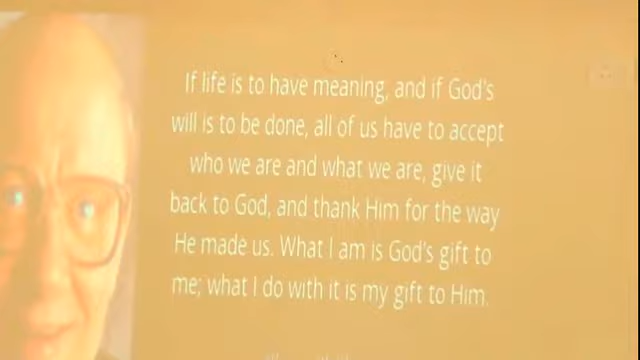 If life is to have meaning, and if God's
will is to be done, all of us have to accept
who we are and what we are, give it
back to God, and thank Him for the way
He made us. What I am is God's gift to
me; what I do with it is my gift to Him.